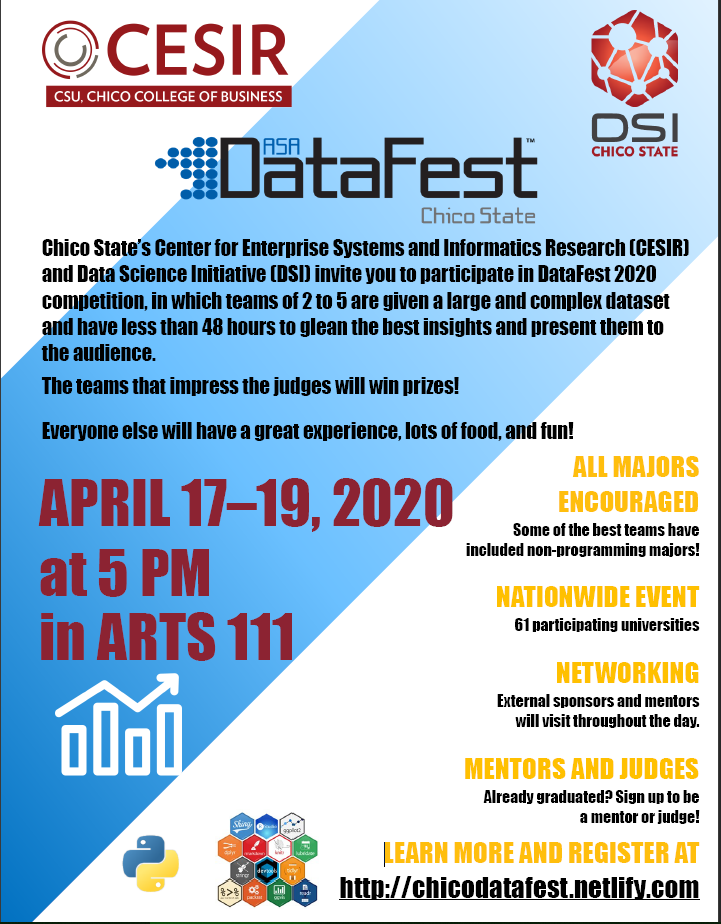 CESIR
CSU, CHICO COLLEGE OF BUSINESS
DSI
CHICO STATE
ASA
DataFest™
Chico State
Chico State’s Center for Enterprise Systems and Informatics Research (CESIR)
and Data Science Initiative (DSI) invite you to participate in DataFest 2020
competition, in which teams of 2 to 5 are given a large and complex dataset
and have less than 48 hours to glean the best insights and present them to
the audience.
The teams that impress the judges will win prizes!
Everyone else will have a great experience, lots of food, and fun!
APRIL 17–19, 2020
at 5 PM
in ARTS 111
ALL MAJORS
ENCOURAGED
Some of the best teams have
included non-programming majors!
NATIONWIDE EVENT
61 participating universities
NETWORKING
External sponsors and mentors
will visit throughout the day.
MENTORS AND JUDGES
Already graduated? Sign up to be
a mentor or judge!
LEARN MORE AND REGISTER AT
http://chicodatafest.netlify.com
Shiny
ggplot2
dplyr
stringr
devtools